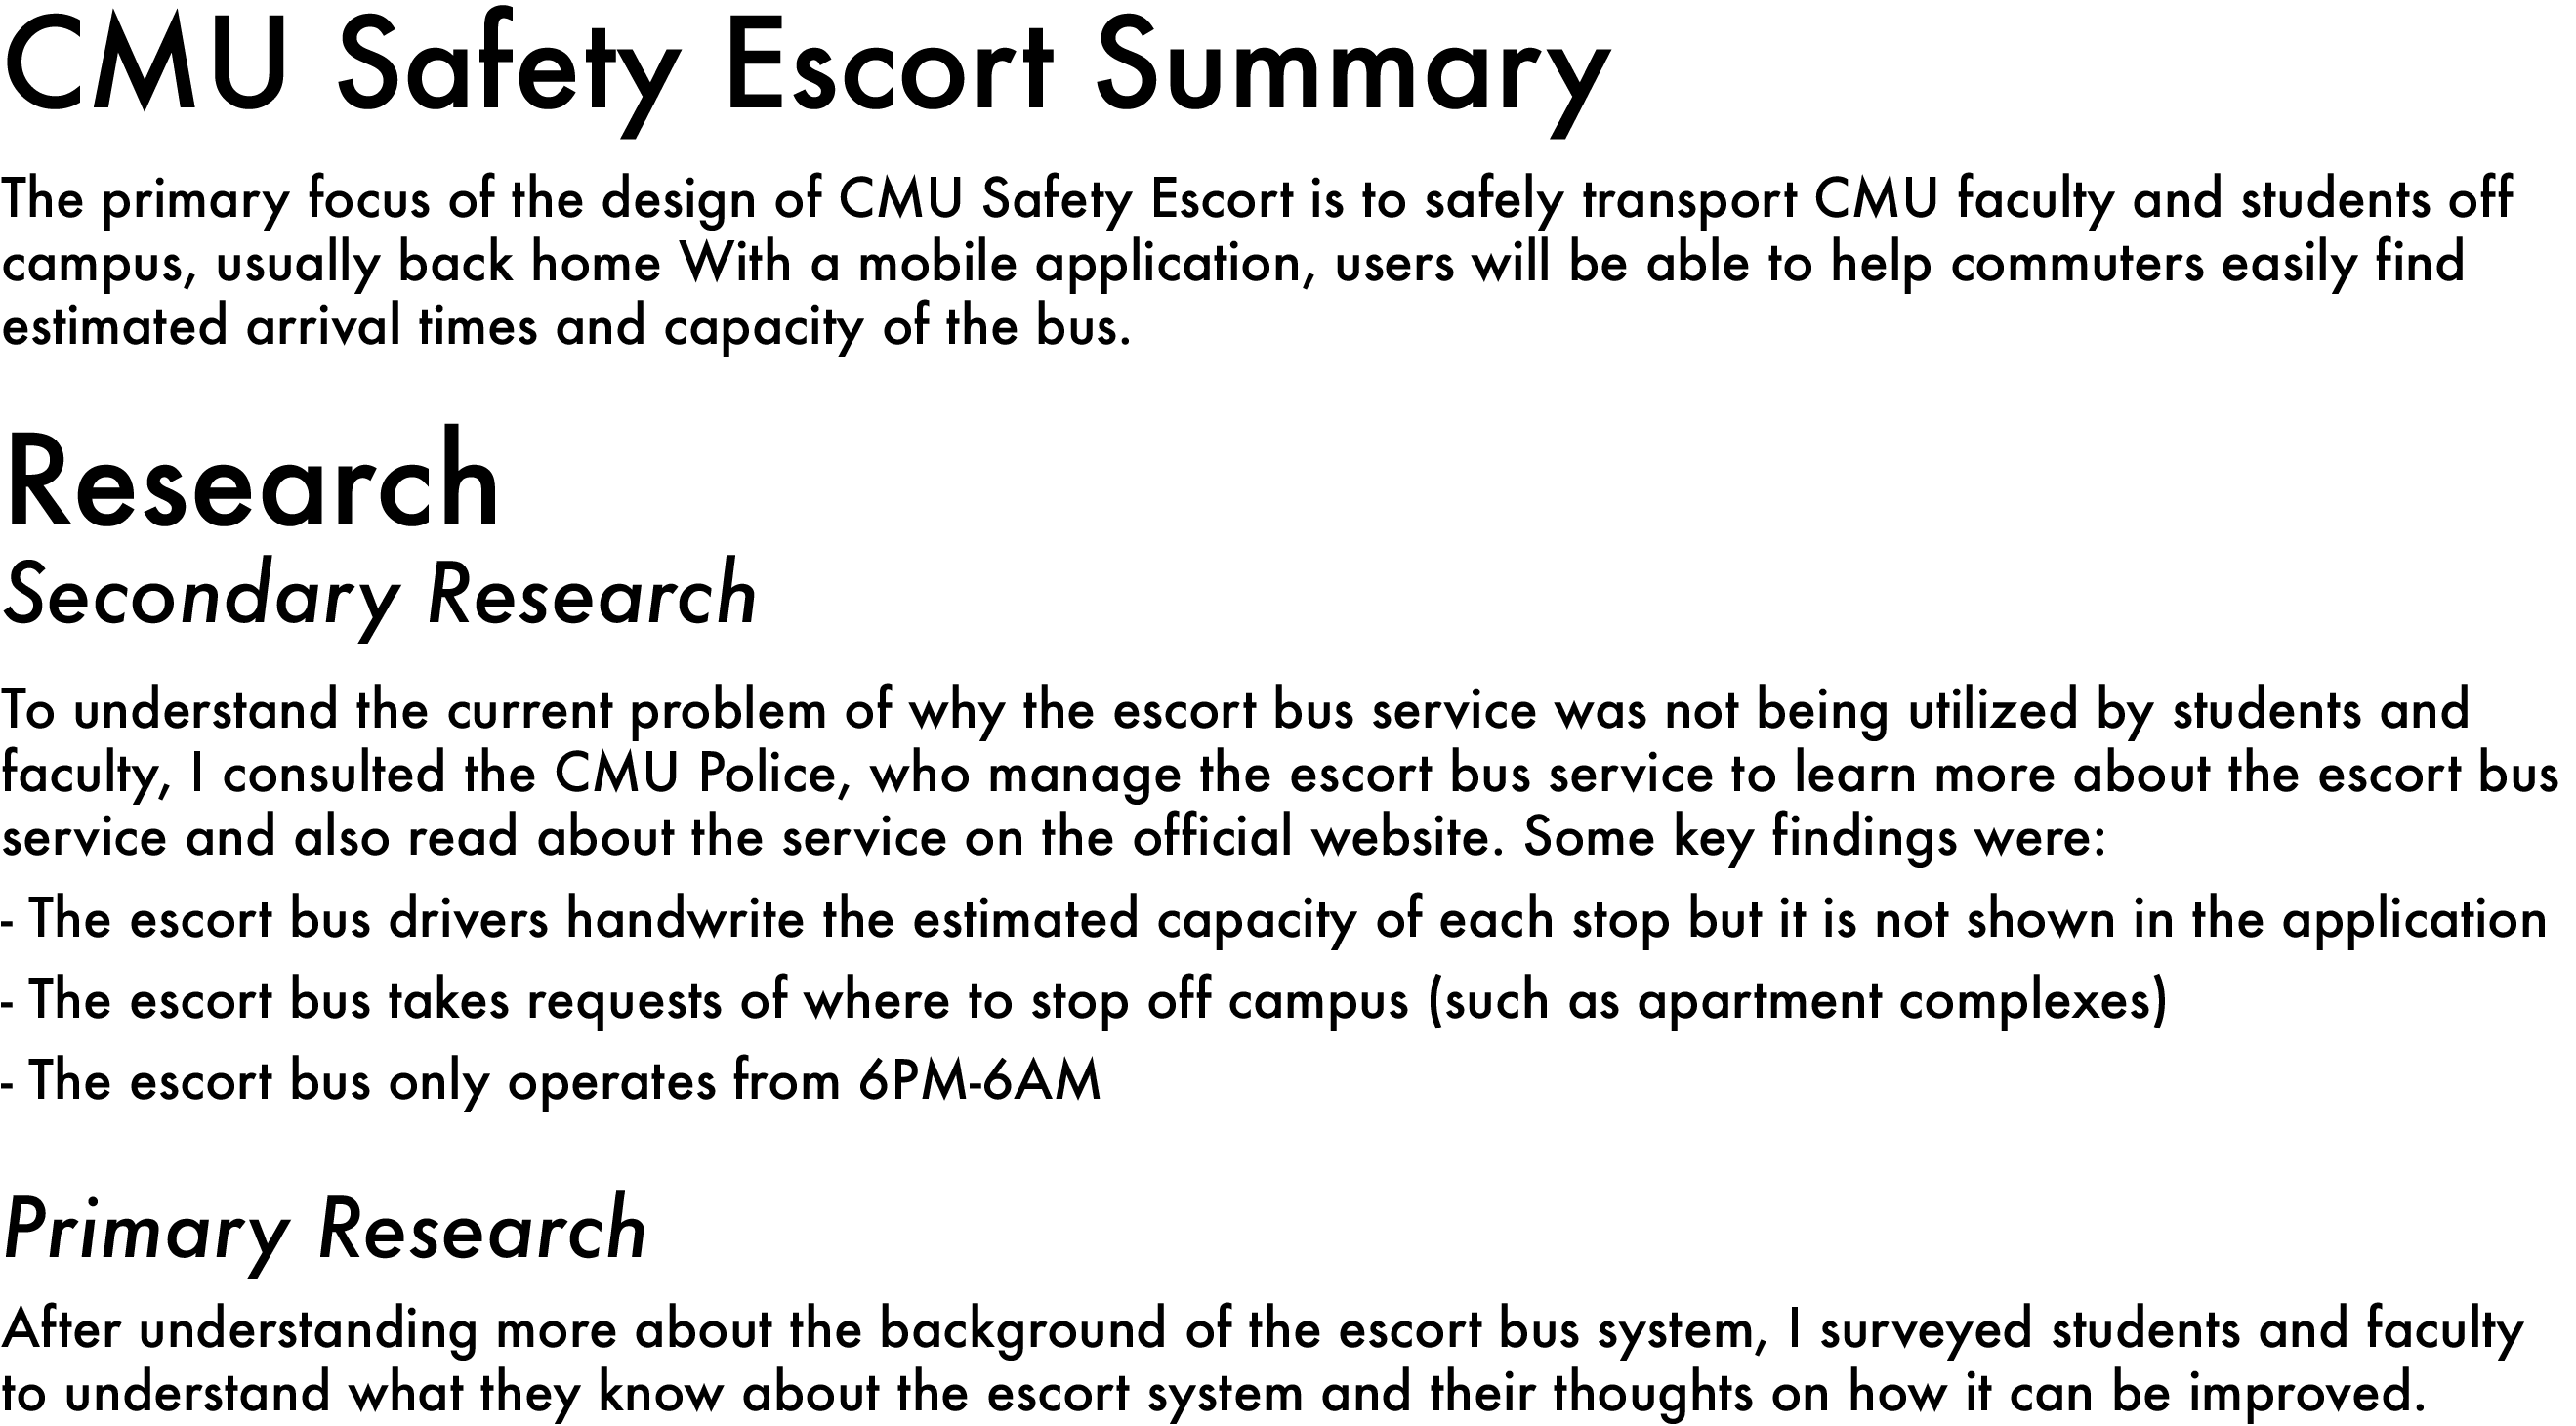 CMU Safety Escort Summary
The primary focus of the design of CMU Safety Escort is to safely transport CMU faculty and students off
campus, usually back home With a mobile application, users will be able to help commuters easily find
estimated arrival times and capacity of the bus.
Research
Secondary Research
To understand the current problem of why the escort bus service was not being utilized by students and
faculty, I consulted the CMU Police, who manage the escort bus service to learn more about the escort bus
service and also read about the service on the official website. Some key findings were:
- The escort bus drivers handwrite the estimated capacity of each stop but it is not shown in the application
- The escort bus takes requests of where to stop off campus (such as apartment complexes)
- The escort bus only operates from 6PM-6AM
Primary Research
After understanding more about the background of the escort bus system, I surveyed students and faculty
to understand what they know about the escort system and their thoughts on how it can be improved.